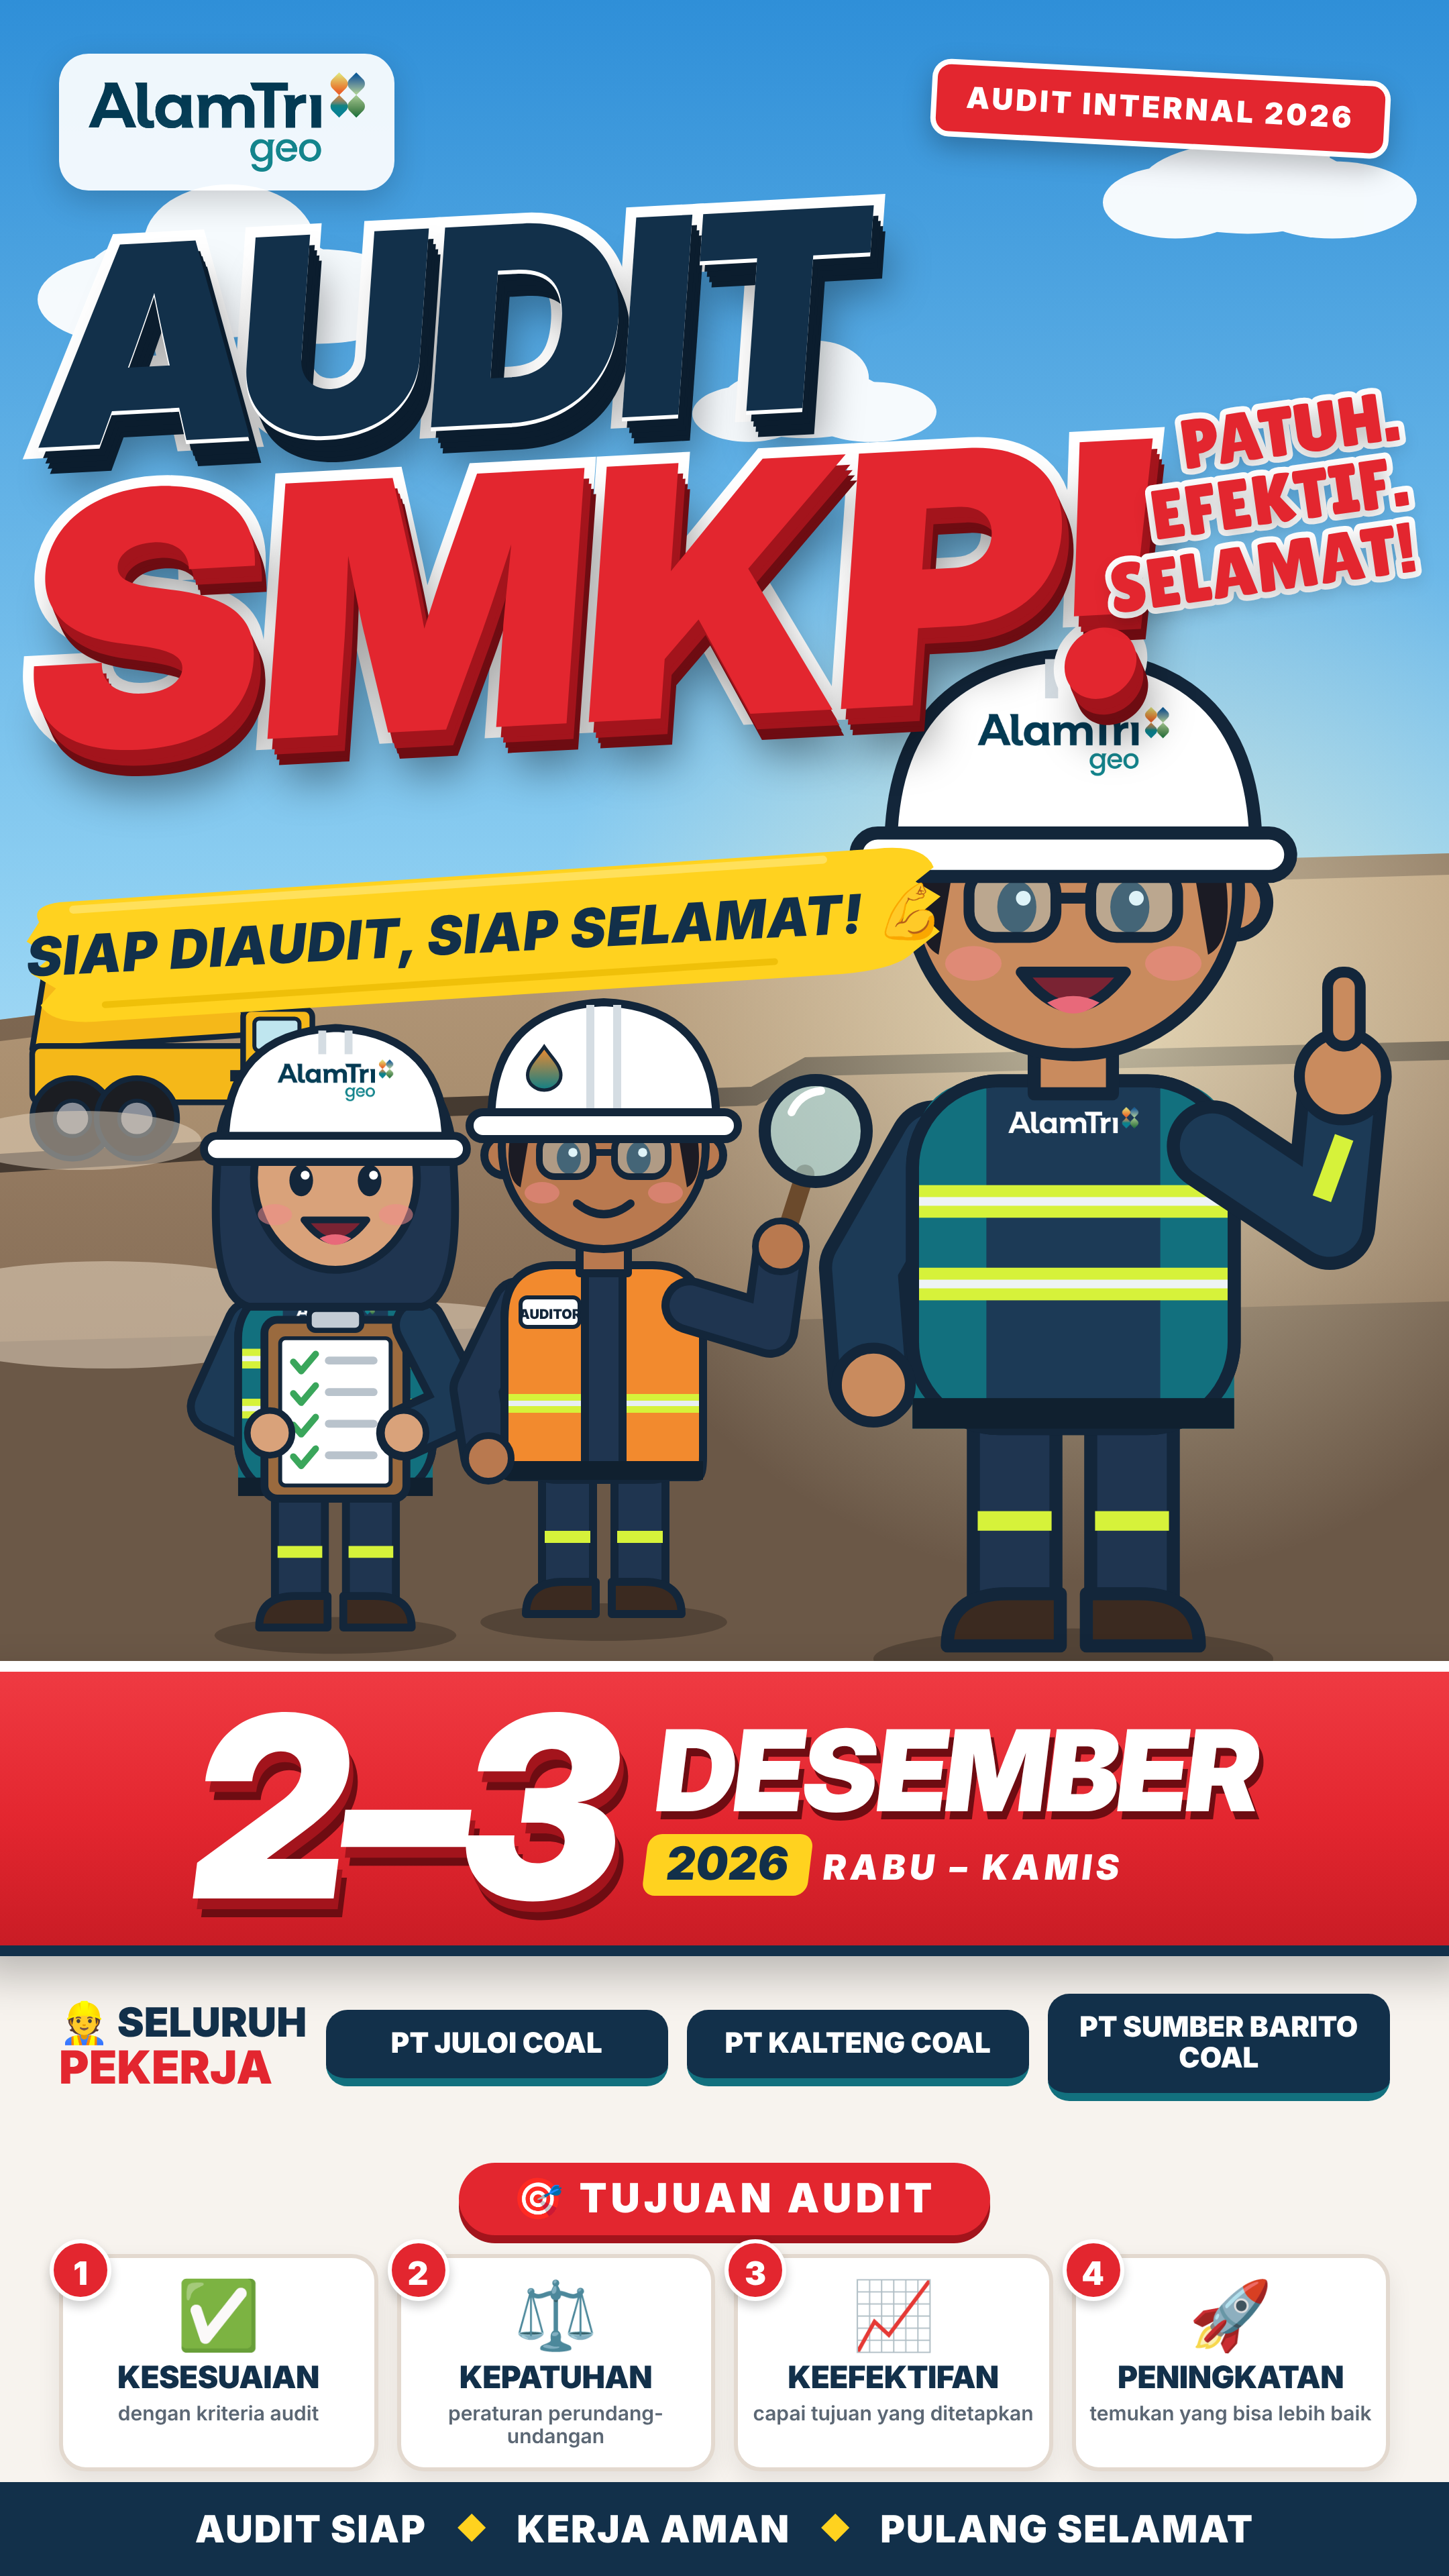 AlamTri
geo
AUDIT INTERNAL 2026
AUDIT
SMKP!
PATUH.
EFEKTIF.
SELAMAT!
AlamTri
geo
SIAP DIAUDIT, SIAP SELAMAT! 💪
AlamTri
geo
AlamTri
AUDITOR
2–3 DESEMBER
2026 RABU – KAMIS
👷 SELURUH
PEKERJA
PT JULOI COAL
PT KALTENG COAL
PT SUMBER BARITO
COAL
🎯 TUJUAN AUDIT
1
✅
KESESUAIAN
dengan kriteria audit
2
⚖️
KEPATUHAN
peraturan perundang-
undangan
3
📈
KEEFEKTIFAN
capai tujuan yang ditetapkan
4
🚀
PENINGKATAN
temukan yang bisa lebih baik
AUDIT SIAP ◆ KERJA AMAN ◆ PULANG SELAMAT